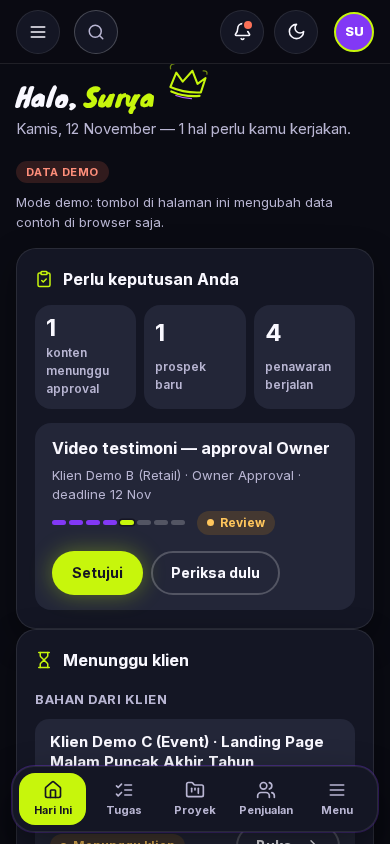 SU
Halo, Surya
Kamis, 12 November — 1 hal perlu kamu kerjakan.
DATA DEMO
Mode demo: tombol di halaman ini mengubah data
contoh di browser saja.
Perlu keputusan Anda
1
konten
menunggu
approval
1
prospek
baru
4
penawaran
berjalan
Video testimoni — approval Owner
Klien Demo B (Retail) · Owner Approval ·
deadline 12 Nov
Review
Setujui
Periksa dulu
Menunggu klien
BAHAN DARI KLIEN
Klien Demo C (Event) · Landing Page
Malam Puncak Akhir Tahun
Hari Ini
Tugas
Proyek
Penjualan
Menu
Menunggu klien
Buka